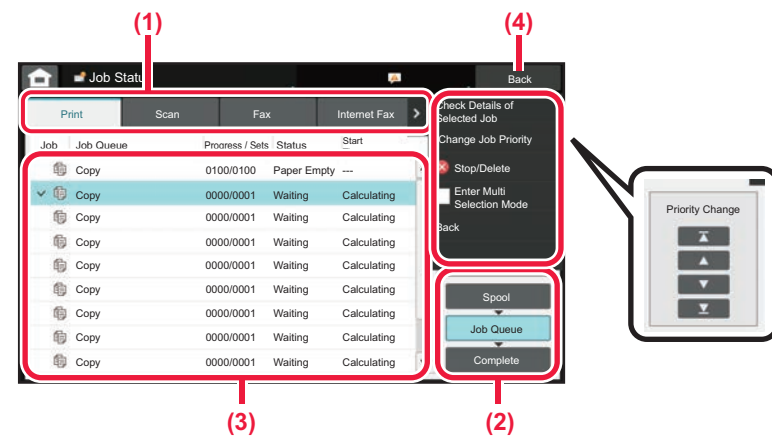 (1)
(4)
Job Status
Back
Print Scan Fax Internet Fax
Job Job Queue Progress / Sets Status Start
Copy 0100/0100 Paper Empty ---
Copy 0000/0001 Waiting Calculating
Copy 0000/0001 Waiting Calculating
Copy 0000/0001 Waiting Calculating
Copy 0000/0001 Waiting Calculating
Copy 0000/0001 Waiting Calculating
Copy 0000/0001 Waiting Calculating
Copy 0000/0001 Waiting Calculating
Copy 0000/0001 Waiting Calculating
Check Details of
Selected Job
Change Job Priority
Stop/Delete
Enter Multi
Selection Mode
Back
Spool
Job Queue
Complete
Priority Change
(3)
(2)